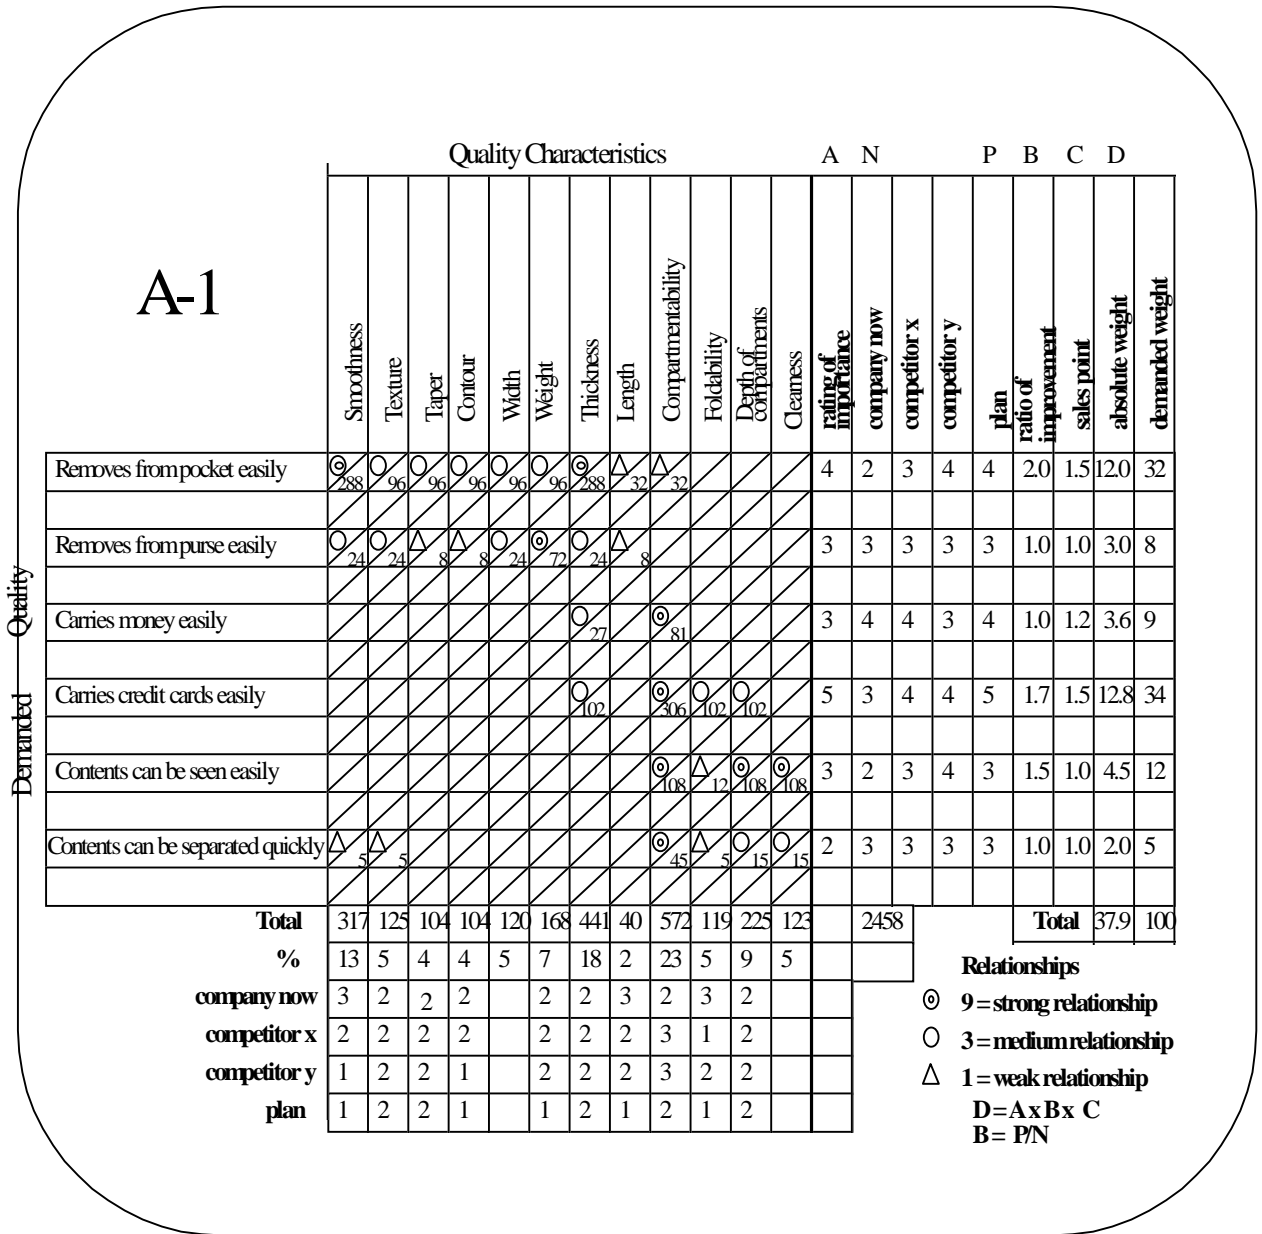 Quality Characteristics A N P B C D
A-1
Smoothness
Texture
Taper
Contour
Width
Weight
Thickness
Length
Compartmentability
Foldability
Depth of compartments
Clearness
rating of importance
company now
competitor x
competitor y
plan
ratio of improvement
sales point
absolute weight
demanded weight
Demanded Quality
Removes from pocket easily ◎ 288 ○ 96 ○ 96 ○ 96 ○ 96 ○ 96 ◎ 288 △ 32 △ 32 4 2 3 4 4 2.0 1.5 12.0 32
Removes from purse easily ○ 24 ○ 24 △ 8 △ 8 ○ 24 ◎ 72 ○ 24 △ 8 3 3 3 3 3 1.0 1.0 3.0 8
Carries money easily ○ 27 ◎ 81 3 4 4 3 4 1.0 1.2 3.6 9
Carries credit cards easily ○ 102 ◎ 306 ○ 102 ○ 102 5 3 4 4 5 1.7 1.5 12.8 34
Contents can be seen easily ◎ 108 △ 12 ◎ 108 ◎ 108 3 2 3 4 3 1.5 1.0 4.5 12
Contents can be separated quickly △ 5 △ 5 ◎ 45 △ 5 ○ 15 ○ 15 2 3 3 3 3 1.0 1.0 2.0 5
Total 317 125 104 104 120 168 441 40 572 119 225 123 2458 Total 37.9 100
% 13 5 4 4 5 7 18 2 23 5 9 5
company now 3 2 2 2 2 2 3 2 3 2
competitor x 2 2 2 2 2 2 2 3 1 2
competitor y 1 2 2 1 2 2 2 3 2 2
plan 1 2 2 1 1 2 1 2 1 2
Relationships
◎ 9 = strong relationship
○ 3 = medium relationship
△ 1 = weak relationship
D = A x B x C
B = P/N